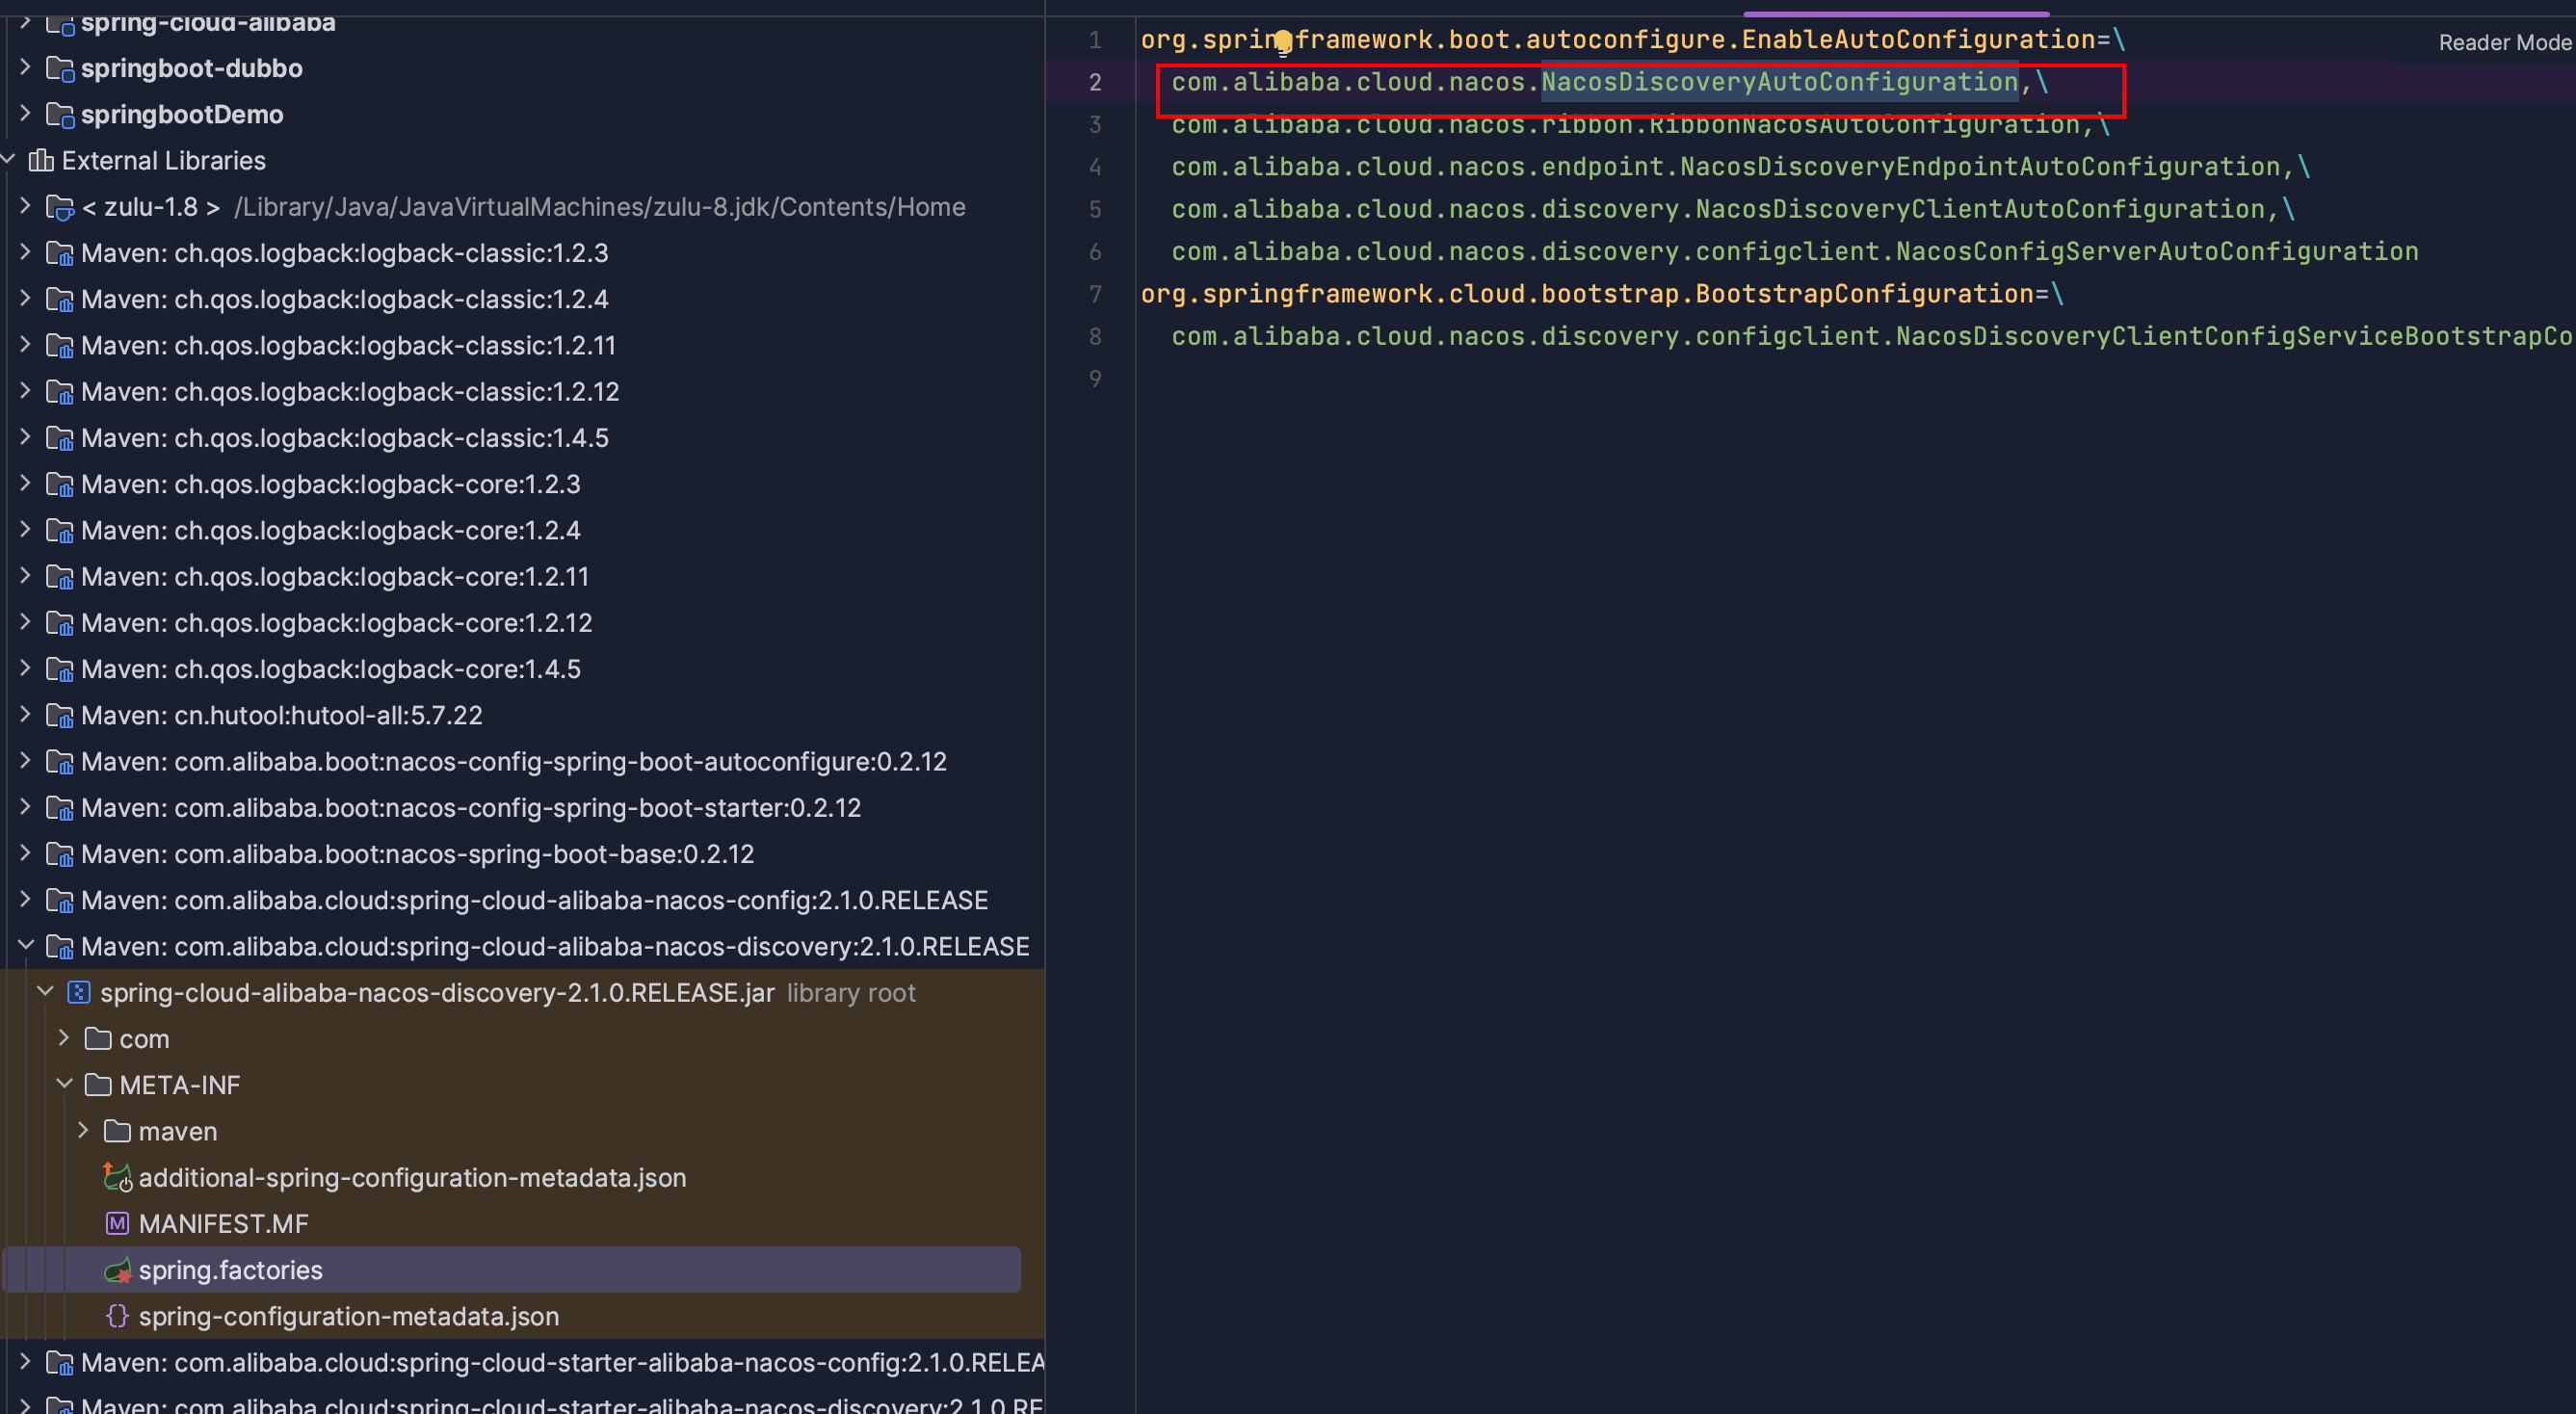 spring-cloud-alibaba
springboot-dubbo
springbootDemo
External Libraries
< zulu-1.8 > /Library/Java/JavaVirtualMachines/zulu-8.jdk/Contents/Home
Maven: ch.qos.logback:logback-classic:1.2.3
Maven: ch.qos.logback:logback-classic:1.2.4
Maven: ch.qos.logback:logback-classic:1.2.11
Maven: ch.qos.logback:logback-classic:1.2.12
Maven: ch.qos.logback:logback-classic:1.4.5
Maven: ch.qos.logback:logback-core:1.2.3
Maven: ch.qos.logback:logback-core:1.2.4
Maven: ch.qos.logback:logback-core:1.2.11
Maven: ch.qos.logback:logback-core:1.2.12
Maven: ch.qos.logback:logback-core:1.4.5
Maven: cn.hutool:hutool-all:5.7.22
Maven: com.alibaba.boot:nacos-config-spring-boot-autoconfigure:0.2.12
Maven: com.alibaba.boot:nacos-config-spring-boot-starter:0.2.12
Maven: com.alibaba.boot:nacos-spring-boot-base:0.2.12
Maven: com.alibaba.cloud:spring-cloud-alibaba-nacos-config:2.1.0.RELEASE
Maven: com.alibaba.cloud:spring-cloud-alibaba-nacos-discovery:2.1.0.RELEASE
spring-cloud-alibaba-nacos-discovery-2.1.0.RELEASE.jar library root
com
META-INF
maven
additional-spring-configuration-metadata.json
MANIFEST.MF
spring.factories
spring-configuration-metadata.json
Maven: com.alibaba.cloud:spring-cloud-starter-alibaba-nacos-config:2.1.0.RELEA
Maven: com.alibaba.cloud:spring-cloud-starter-alibaba-nacos-discovery:2.1.0.RE
1 org.springframework.boot.autoconfigure.EnableAutoConfiguration=\
Reader Mode
2 com.alibaba.cloud.nacos.NacosDiscoveryAutoConfiguration,\
3 com.alibaba.cloud.nacos.ribbon.RibbonNacosAutoConfiguration,\
4 com.alibaba.cloud.nacos.endpoint.NacosDiscoveryEndpointAutoConfiguration,\
5 com.alibaba.cloud.nacos.discovery.NacosDiscoveryClientAutoConfiguration,\
6 com.alibaba.cloud.nacos.discovery.configclient.NacosConfigServerAutoConfiguration
7 org.springframework.cloud.bootstrap.BootstrapConfiguration=\
8 com.alibaba.cloud.nacos.discovery.configclient.NacosDiscoveryClientConfigServiceBootstrapCo
9